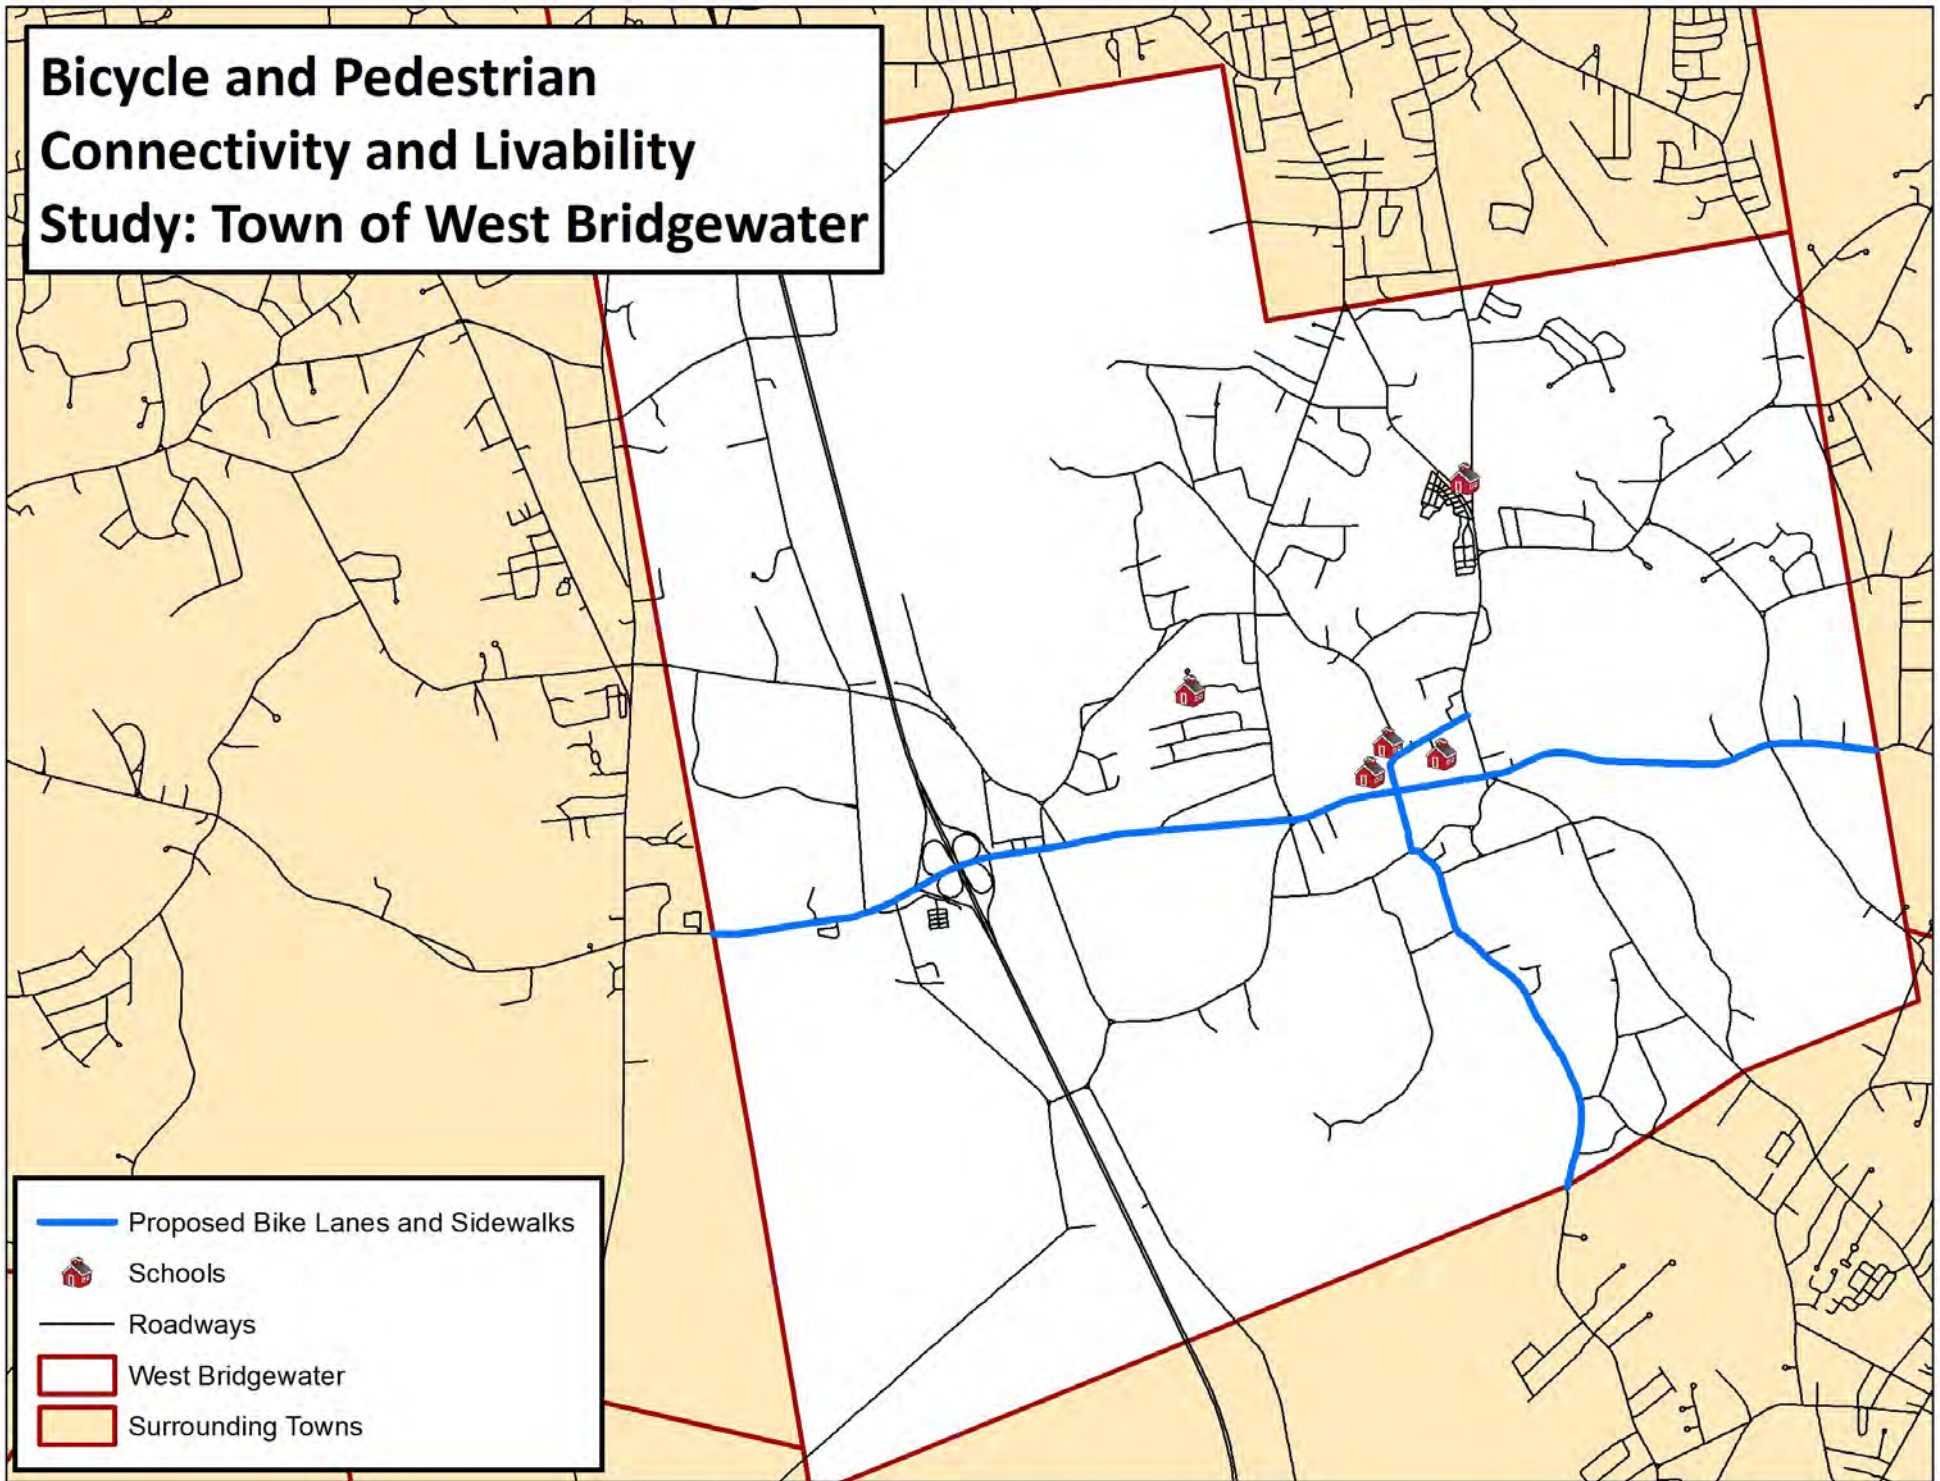 Bicycle and Pedestrian
Connectivity and Livability
Study: Town of West Bridgewater
Proposed Bike Lanes and Sidewalks
Schools
Roadways
West Bridgewater
Surrounding Towns